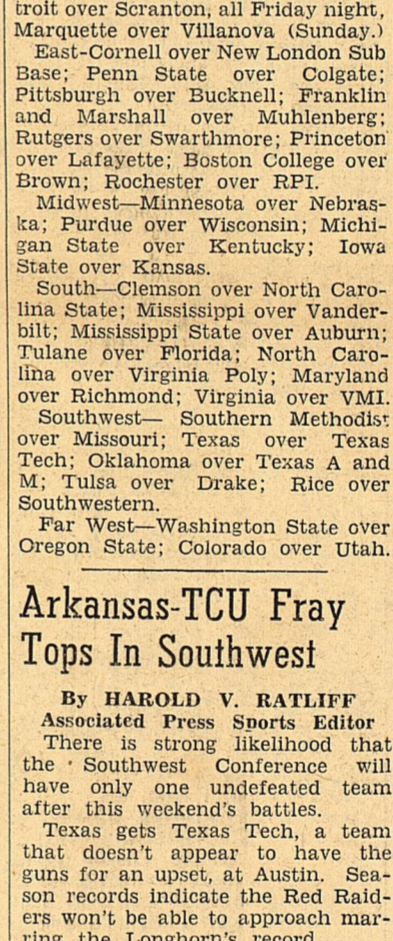 troit over Scranton, all Friday night,
Marquette over Villanova (Sunday.)
East-Cornell over New London Sub
Base; Penn State over Colgate;
Pittsburgh over Bucknell; Franklin
and Marshall over Muhlenberg;
Rutgers over Swarthmore; Princeton
over Lafayette; Boston College over
Brown; Rochester over RPI.
Midwest—Minnesota over Nebras-
ka; Purdue over Wisconsin; Michi-
gan State over Kentucky; Iowa
State over Kansas.
South—Clemson over North Caro-
lina State; Mississippi over Vander-
bilt; Mississippi State over Auburn;
Tulane over Florida; North Caro-
lina over Virginia Poly; Maryland
over Richmond; Virginia over VMI.
Southwest— Southern Methodist
over Missouri; Texas over Texas
Tech; Oklahoma over Texas A and
M; Tulsa over Drake; Rice over
Southwestern.
Far West—Washington State over
Oregon State; Colorado over Utah.
Arkansas-TCU Fray
Tops In Southwest
By HAROLD V. RATLIFF
Associated Press Sports Editor
There is strong likelihood that
the Southwest Conference will
have only one undefeated team
after this weekend's battles.
Texas gets Texas Tech, a team
that doesn't appear to have the
guns for an upset, at Austin. Sea-
son records indicate the Red Raid-
ers won't be able to approach mar-
ring the Longhorn's record.